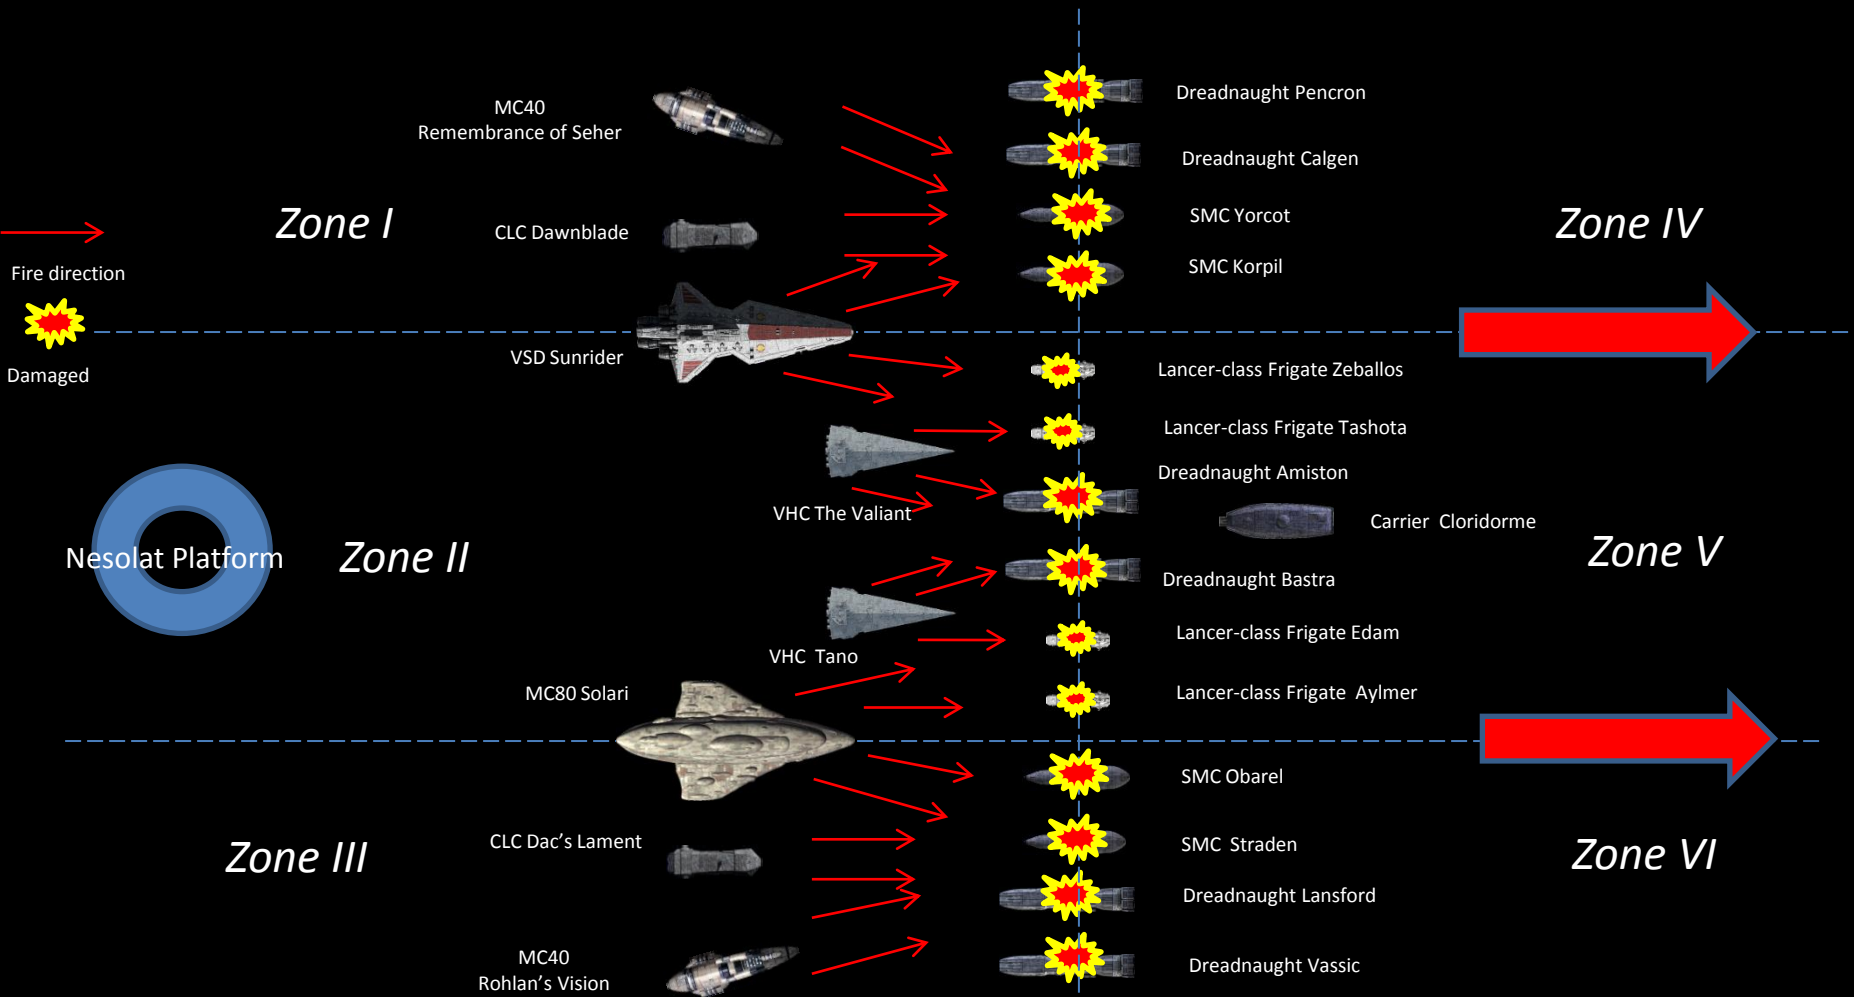 MC40
Remembrance of Seher
Dreadnaught Pencron
Dreadnaught Calgen
Zone I
CLC Dawnblade
SMC Yorcot
Zone IV
Fire direction
SMC Korpil
VSD Sunrider
Damaged
Lancer-class Frigate Zeballos
Lancer-class Frigate Tashota
Dreadnaught Amiston
VHC The Valiant
Carrier Cloridorme
Nesolat Platform
Zone II
Zone V
Dreadnaught Bastra
Lancer-class Frigate Edam
VHC Tano
MC80 Solari
Lancer-class Frigate Aylmer
SMC Obarel
Zone III
CLC Dac’s Lament
SMC Straden
Zone VI
Dreadnaught Lansford
MC40
Rohlan’s Vision
Dreadnaught Vassic